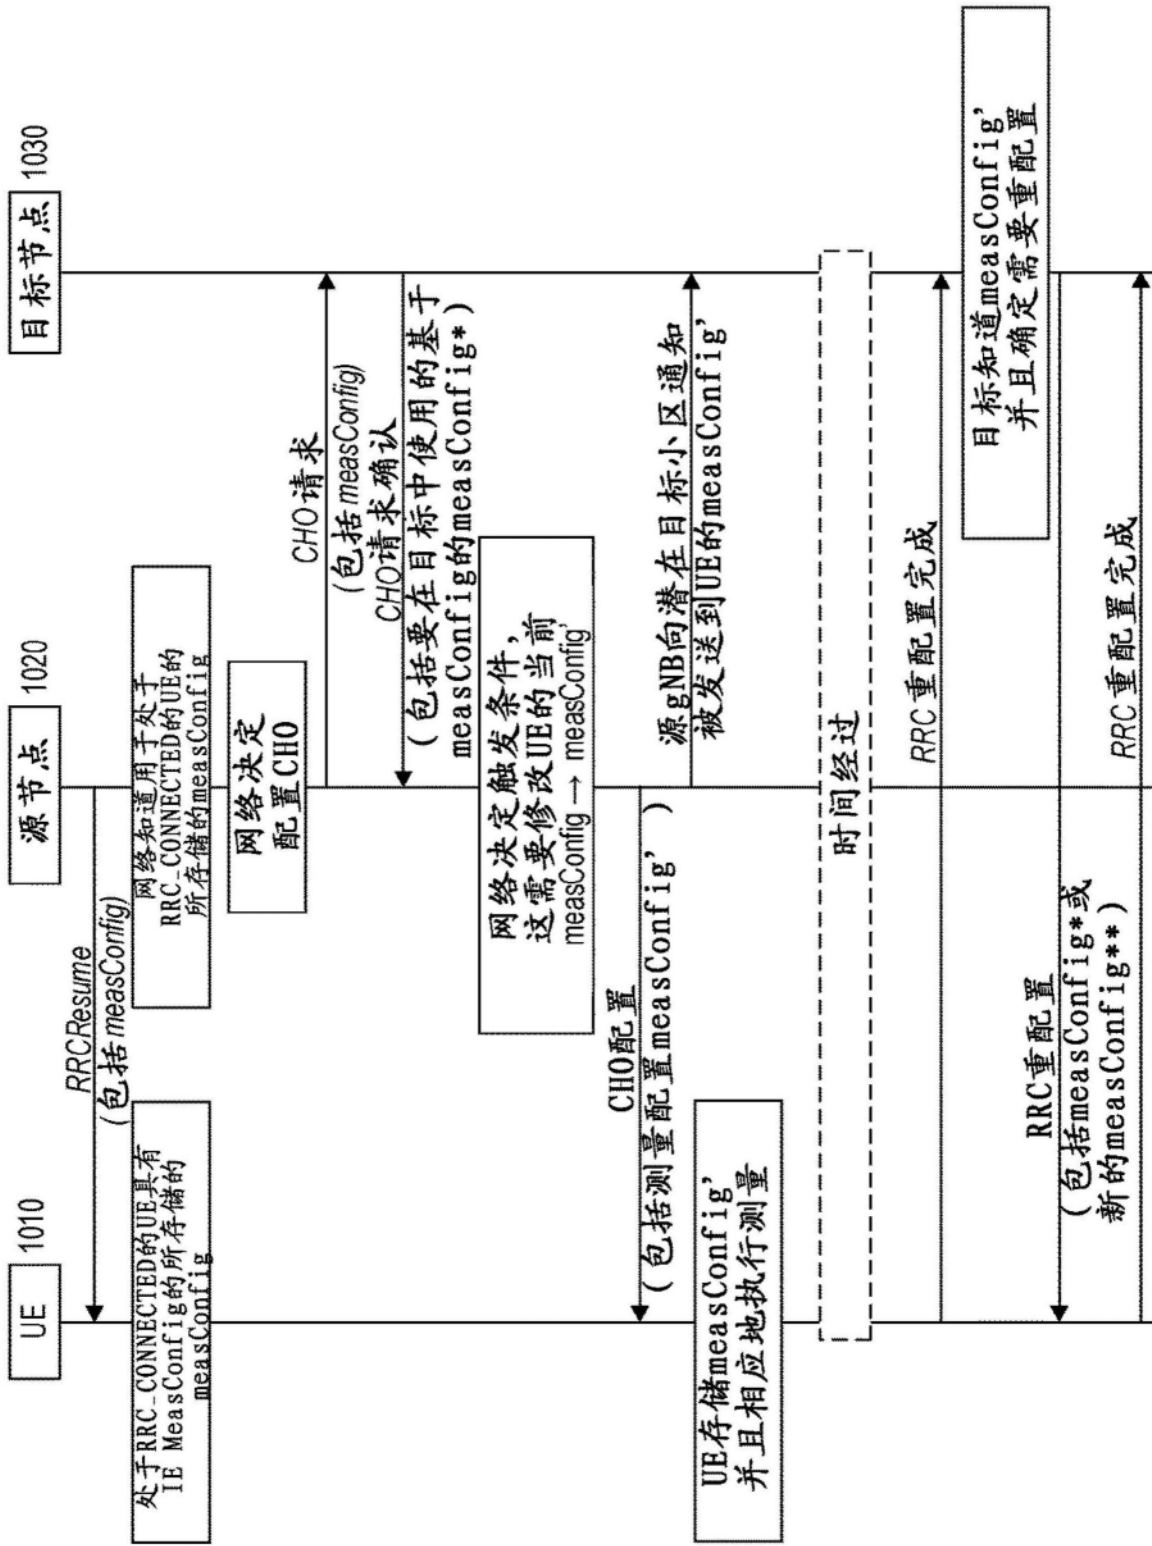 UE 1010
源节点 1020
目标节点 1030
RRCResume
(包括measConfig)
处于RRC_CONNECTED的UE具有
IE MeasConfig的所存储的
measConfig
网络知道用于处于
RRC_CONNECTED的UE的
所存储的measConfig
网络决定
配置CHO
CHO请求
(包括measConfig)
CHO请求确认
(包括要在目标中使用的基于
measConfig的measConfig*)
网络决定触发条件,
这需要修改UE的当前
measConfig → measConfig’
CHO配置
(包括测量配置measConfig’)
源gNB向潜在目标小区通知
被发送到UE的measConfig’
UE存储measConfig’
并且相应地执行测量
时间经过
RRC重配置完成
目标知道measConfig’
并且确定需要重配置
RRC重配置
(包括measConfig*或
新的measConfig**)
RRC重配置完成